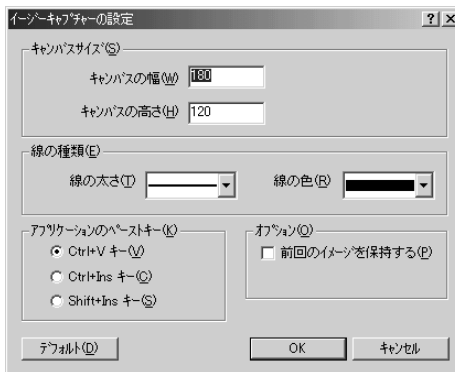 イージーキャプチャーの設定
キャンバスサイズ(S)
キャンバスの幅(W) 180
キャンバスの高さ(H) 120
線の種類(E)
線の太さ(T) 線の色(R)
アプリケーションのペーストキー(K)
Ctrl+V キー(V)
Ctrl+Ins キー(C)
Shift+Ins キー(S)
オプション(O)
前回のイメージを保持する(P)
デフォルト(D) OK キャンセル